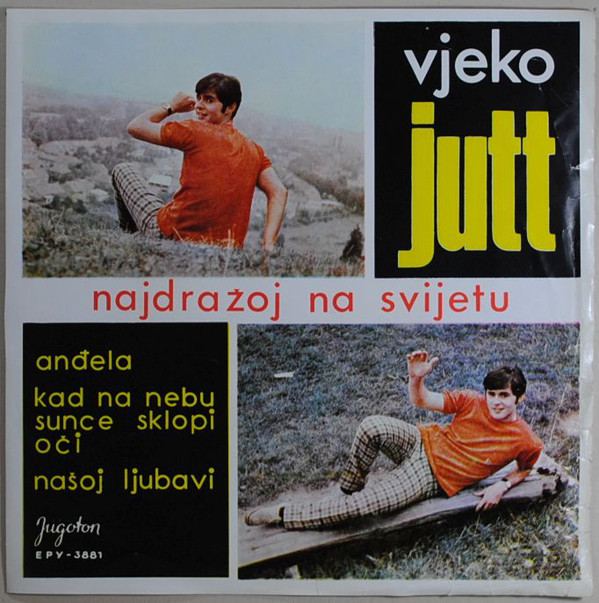 vjeko
jutt
najdražoj na svijetu
anđela
kad na nebu
sunce sklopi
oči
našoj ljubavi
Jugoton
EPY-3881